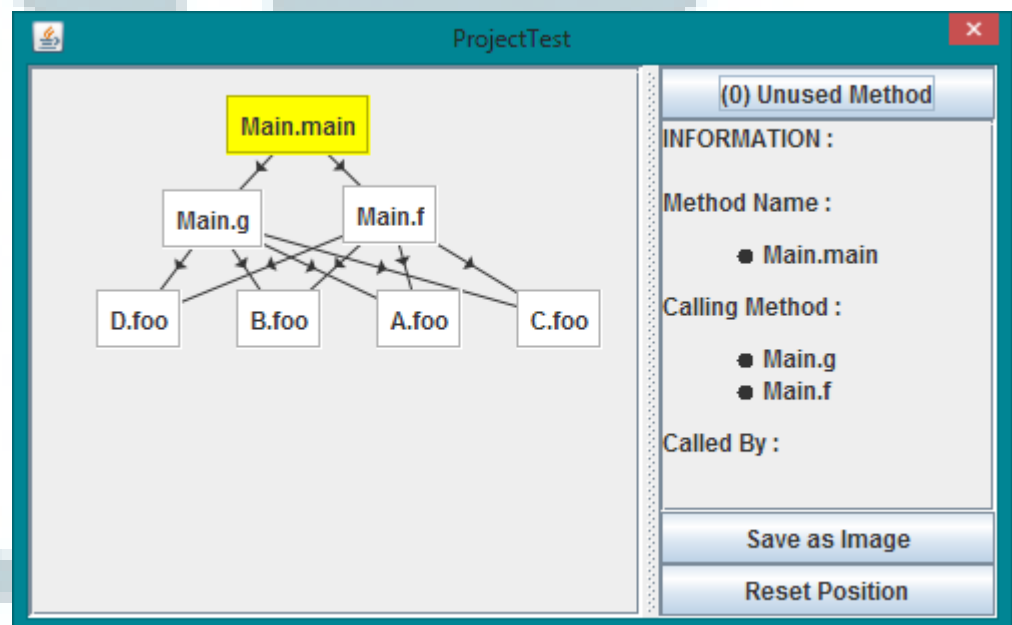 ProjectTest
Main.main
Main.g
Main.f
D.foo
B.foo
A.foo
C.foo
(0) Unused Method
INFORMATION :
Method Name :
Main.main
Calling Method :
Main.g
Main.f
Called By :
Save as Image
Reset Position